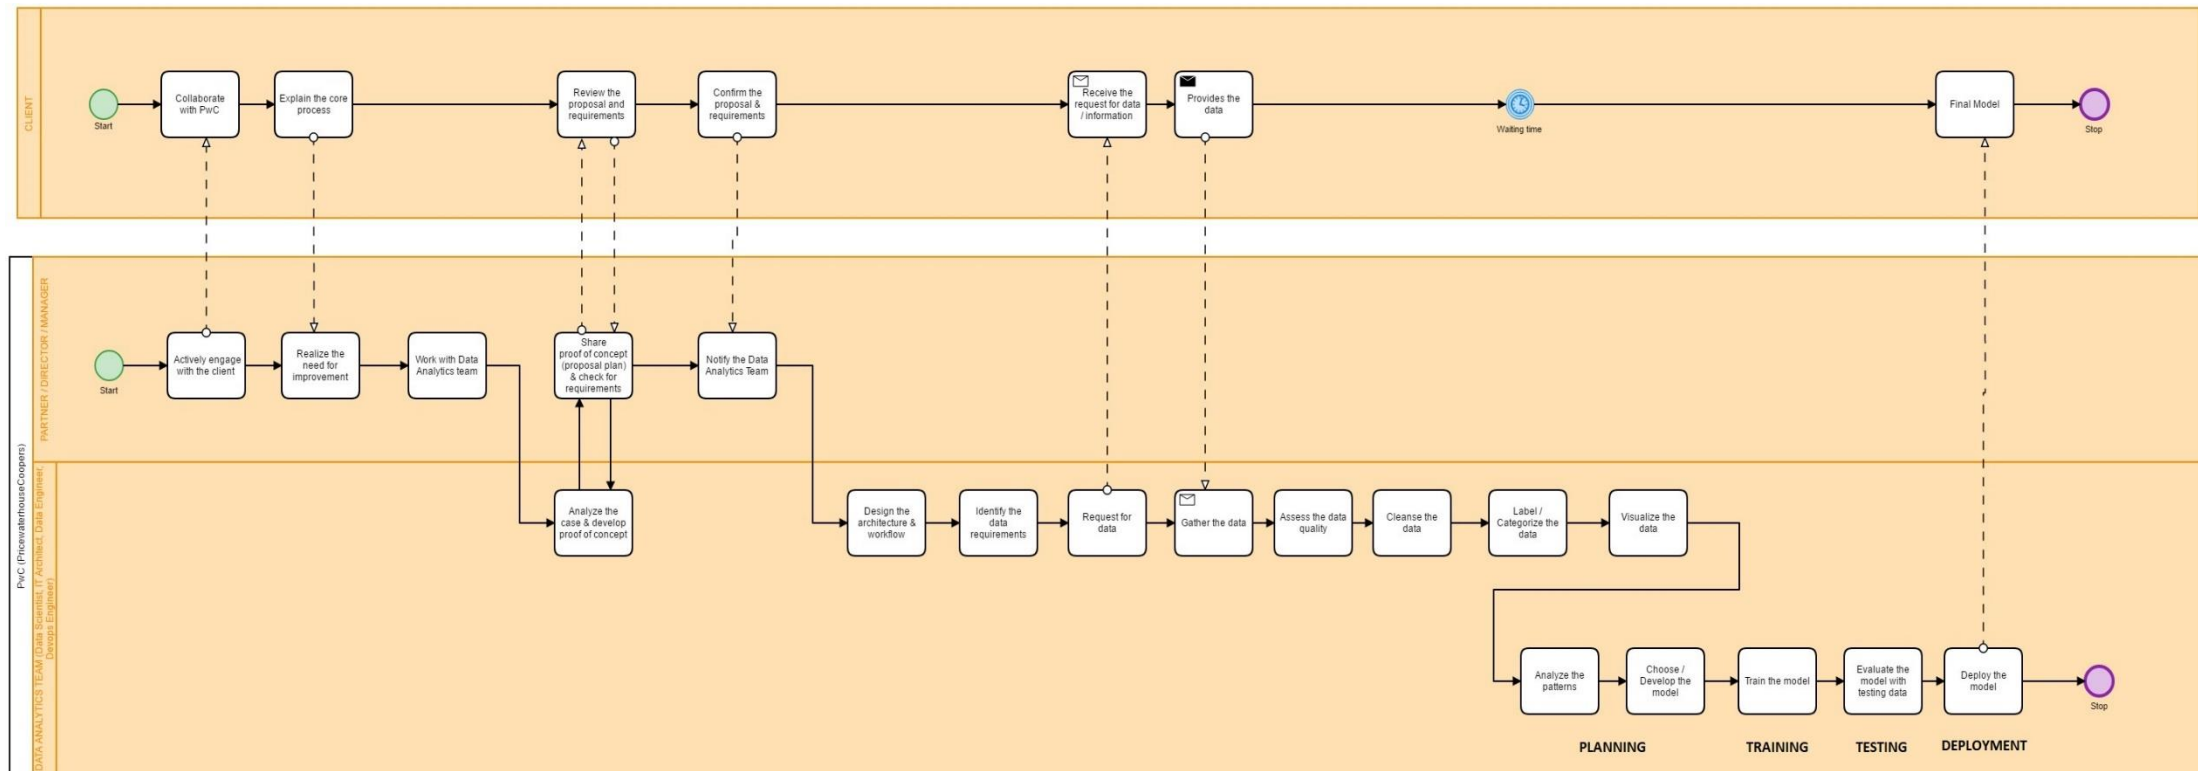 CLIENT
Start
Collaborate
with PwC
Explain the core
process
Review the
proposal and
requirements
Confirm the
proposal &
requirements
Receive the
request for data
/ information
Provides the
data
Waiting time
Final Model
Stop
PwC (PricewaterhouseCoopers)
PARTNER / DIRECTOR / MANAGER
Start
Actively engage
with the client
Realize the
need for
improvement
Work with Data
Analytics team
Share
proof of concept
(proposal plan)
& check for
requirements
Notify the Data
Analytics Team
DATA ANALYTICS TEAM (Data Scientist, IT Architect, Data Engineer,
Devops Engineer)
Analyze the
case & develop
proof of concept
Design the
architecture &
workflow
Identify the
data
requirements
Request for
data
Gather the data
Assess the data
quality
Cleanse the
data
Label /
Categorize the
data
Visualize the
data
Analyze the
patterns
Choose /
Develop the
model
Train the model
Evaluate the
model with
testing data
Deploy the
model
Stop
PLANNING
TRAINING
TESTING
DEPLOYMENT